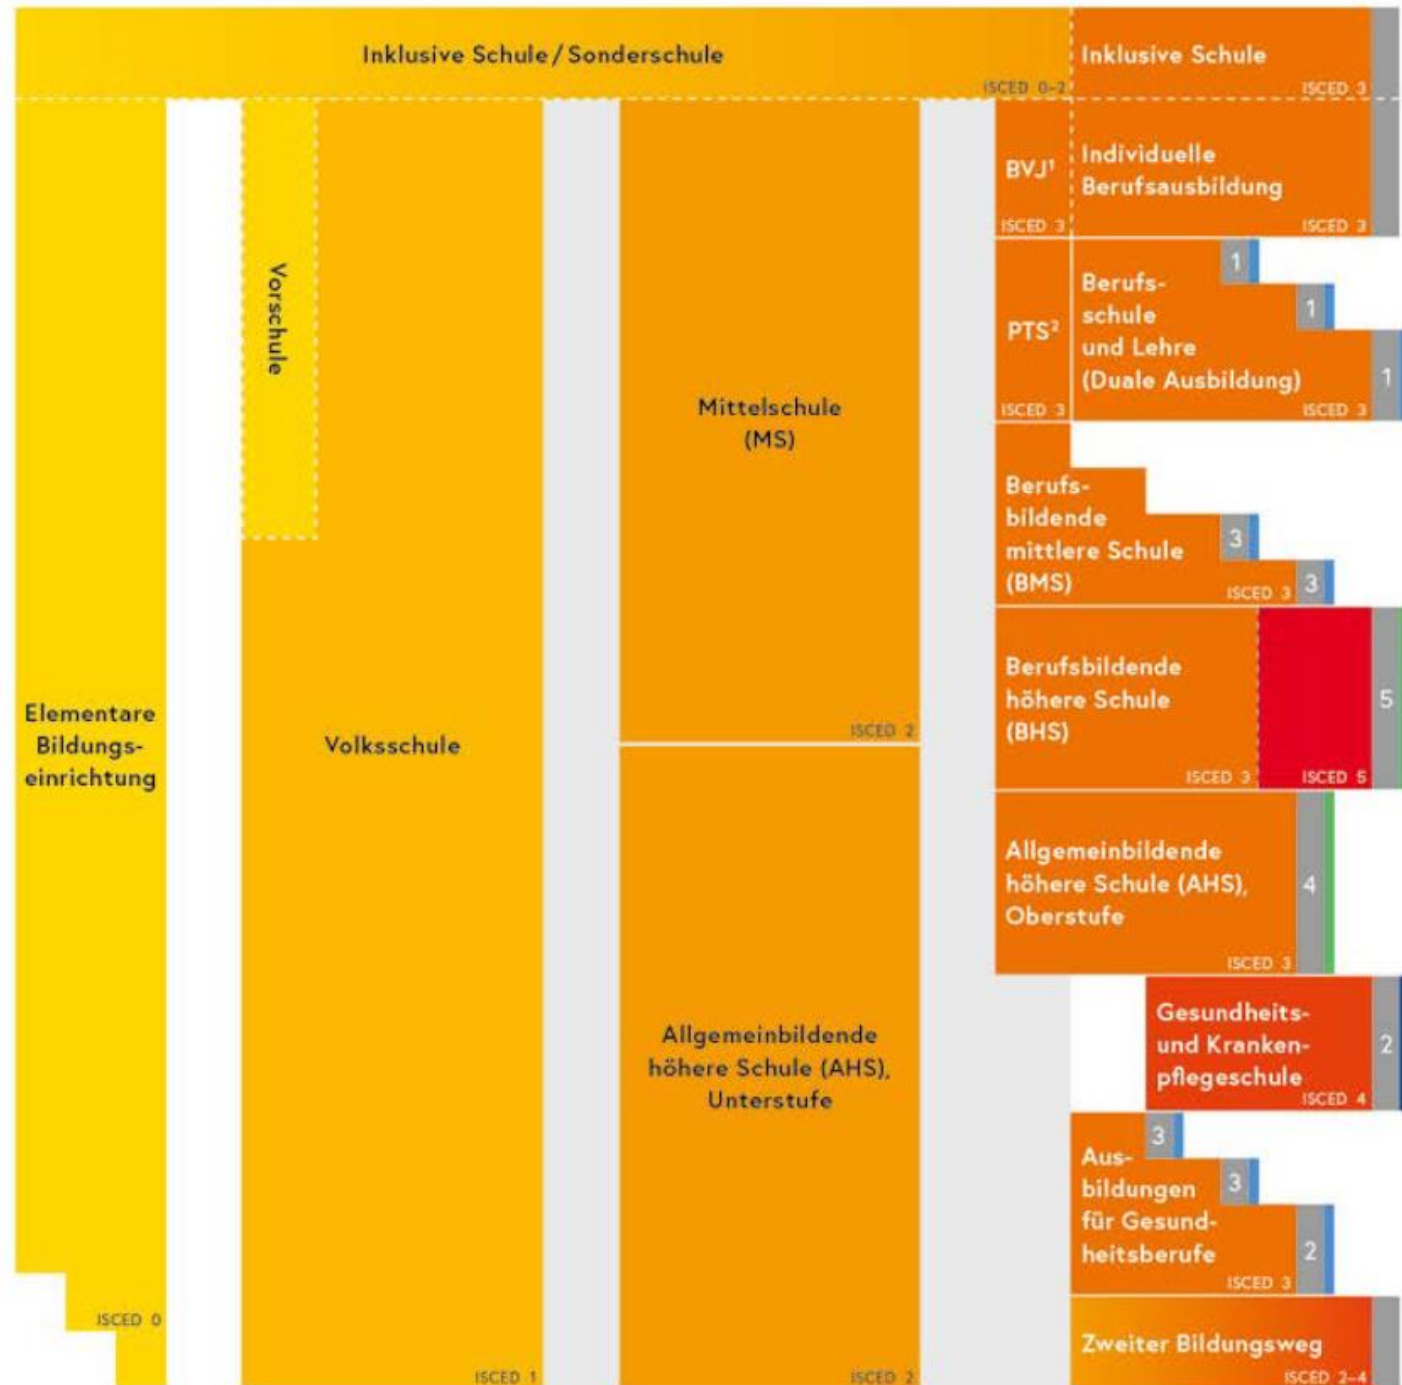 Inklusive Schule / Sonderschule
ISCED 0–2
Inklusive Schule
ISCED 3
Elementare
Bildungs-
einrichtung
ISCED 0
Vorschule
Volksschule
ISCED 1
Mittelschule
(MS)
ISCED 2
Allgemeinbildende
höhere Schule (AHS),
Unterstufe
ISCED 2
BVJ¹
ISCED 3
Individuelle
Berufsausbildung
ISCED 3
PTS²
ISCED 3
Berufs-
schule
und Lehre
(Duale Ausbildung)
ISCED 3
1
1
1
Berufs-
bildende
mittlere Schule
(BMS)
ISCED 3
3
3
Berufsbildende
höhere Schule
(BHS)
ISCED 3
ISCED 5
5
Allgemeinbildende
höhere Schule (AHS),
Oberstufe
ISCED 3
4
Gesundheits-
und Kranken-
pflegeschule
ISCED 4
2
Aus-
bildungen
für Gesund-
heitsberufe
ISCED 3
3
3
2
Zweiter Bildungsweg
ISCED 2–4